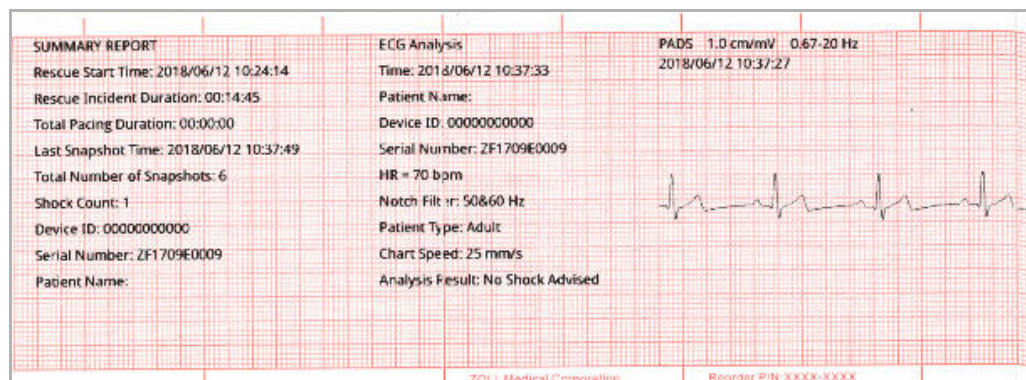 SUMMARY REPORT
Rescue Start Time: 2018/06/12 10:24:14
Rescue Incident Duration: 00:14:45
Total Pacing Duration: 00:00:00
Last Snapshot Time: 2018/06/12 10:37:49
Total Number of Snapshots: 6
Shock Count: 1
Device ID: 00000000000
Serial Number: ZF1709E0009
Patient Name:
ECG Analysis
Time: 2018/06/12 10:37:33
Patient Name:
Device ID: 00000000000
Serial Number: ZF1709E0009
HR = 70 bpm
Notch Filter: 50&60 Hz
Patient Type: Adult
Chart Speed: 25 mm/s
Analysis Result: No Shock Advised
PADS 1.0 cm/mV 0.67-20 Hz
2018/06/12 10:37:27
ZOLL Medical Corporation
Reorder P/N:XXXX-XXXX